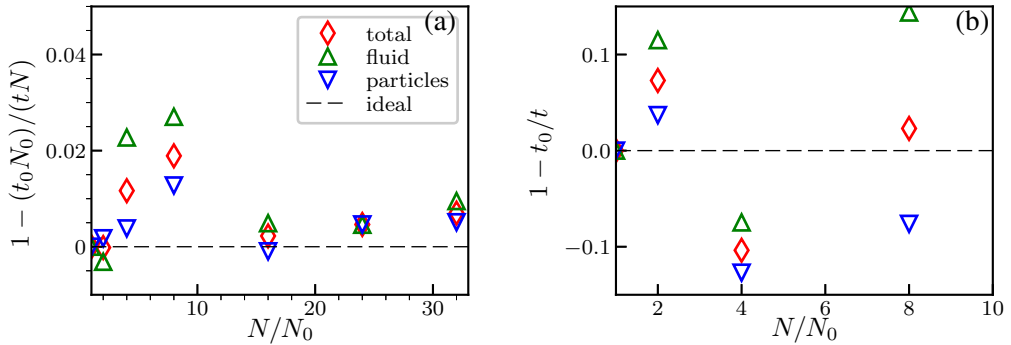 (a)
total
fluid
particles
ideal
0.04
0.02
0
1 − (t₀N₀)/(tN)
10
20
30
N/N₀
(b)
0.1
0.0
−0.1
1 − t₀/t
2
4
6
8
10
N/N₀